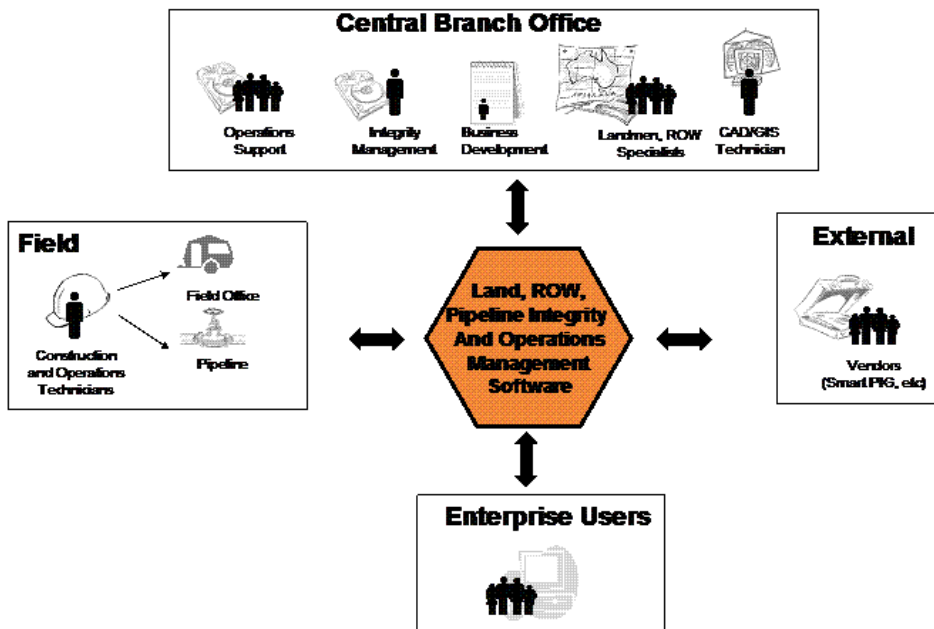 Central Branch Office
Operations
Support
Integrity
Management
Business
Development
Landmen, ROW
Specialists
CAD/GIS
Technician
Field
Field Office
Pipeline
Construction
and Operations
Technicians
Land, ROW,
Pipeline Integrity
And Operations
Management
Software
External
Vendors
(Smart PIG, etc)
Enterprise Users